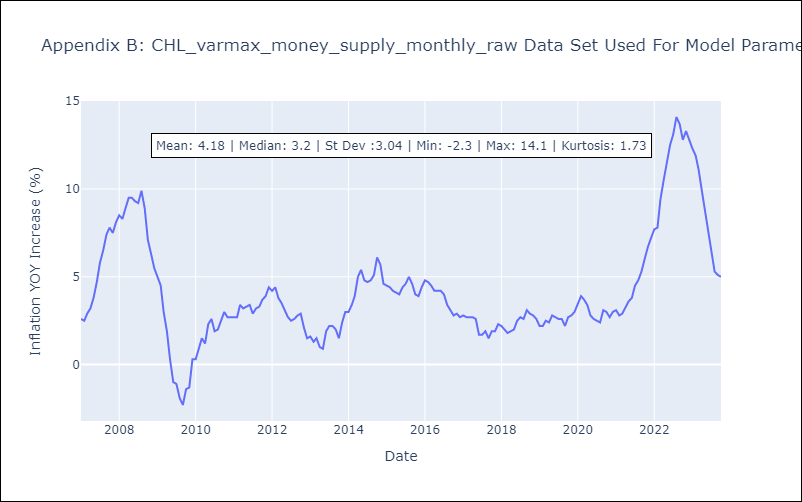 Appendix B: CHL_varmax_money_supply_monthly_raw Data Set Used For Model Parame
15
Mean: 4.18 | Median: 3.2 | St Dev :3.04 | Min: -2.3 | Max: 14.1 | Kurtosis: 1.73
10
5
0
Inflation YOY Increase (%)
2008 2010 2012 2014 2016 2018 2020 2022
Date